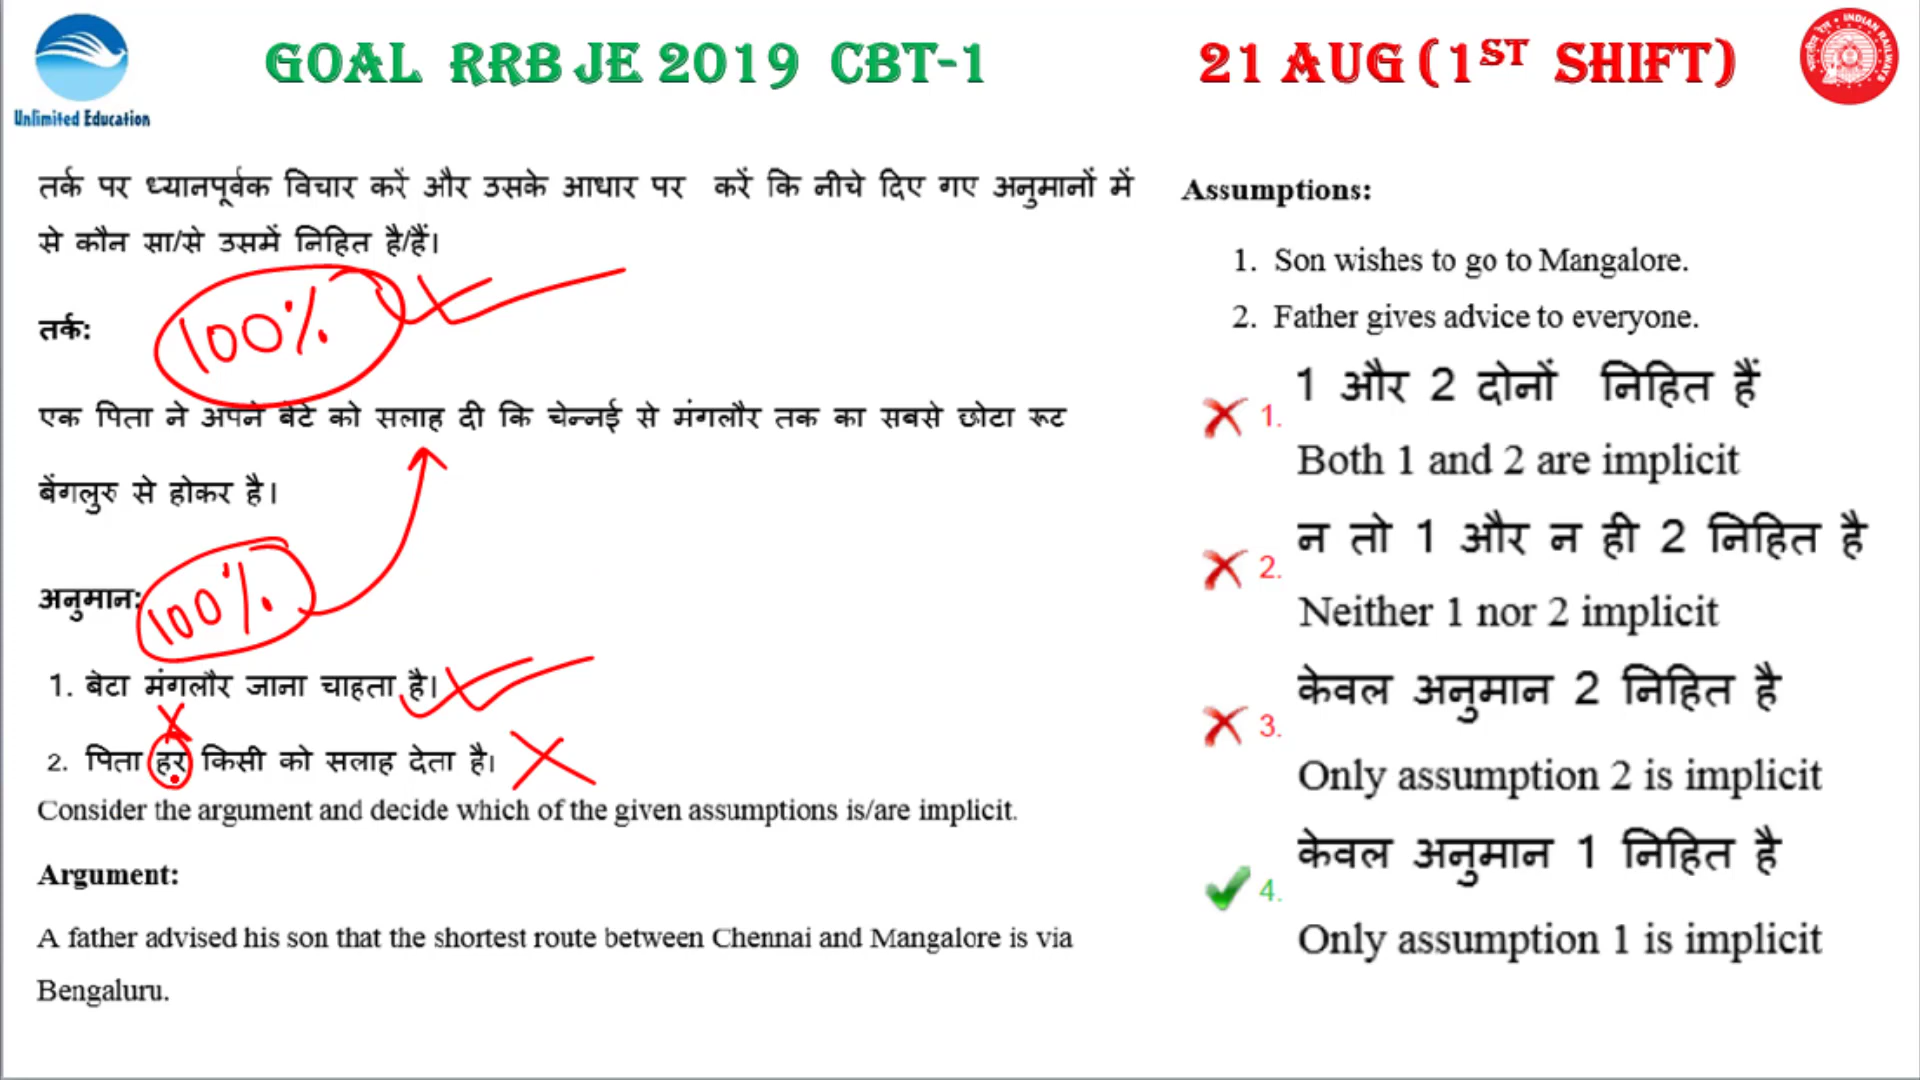 Unlimited Education
GOAL RRB JE 2019 CBT-1
21 AUG (1ST SHIFT)
तर्क पर ध्यानपूर्वक विचार करें और उसके आधार पर करें कि नीचे दिए गए अनुमानों में
से कौन सा/से उसमें निहित है/हैं।
तर्क:
100%
एक पिता ने अपने बेटे को सलाह दी कि चेन्नई से मंगलौर तक का सबसे छोटा रूट
बेंगलुरु से होकर है।
अनुमान:
100%
1. बेटा मंगलौर जाना चाहता है।
2. पिता हर किसी को सलाह देता है।
Consider the argument and decide which of the given assumptions is/are implicit.
Argument:
A father advised his son that the shortest route between Chennai and Mangalore is via
Bengaluru.
Assumptions:
1. Son wishes to go to Mangalore.
2. Father gives advice to everyone.
1. 1 और 2 दोनों निहित हैं
Both 1 and 2 are implicit
2. न तो 1 और न ही 2 निहित है
Neither 1 nor 2 implicit
3. केवल अनुमान 2 निहित है
Only assumption 2 is implicit
4. केवल अनुमान 1 निहित है
Only assumption 1 is implicit